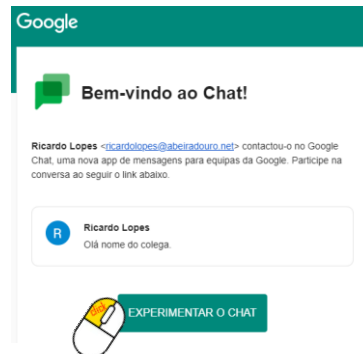 Google
Bem-vindo ao Chat!
Ricardo Lopes <ricardolopes@abeiradouro.net> contactou-o no Google
Chat, uma nova app de mensagens para equipas da Google. Participe na
conversa ao seguir o link abaixo.
R
Ricardo Lopes
Olá nome do colega.
EXPERIMENTAR O CHAT